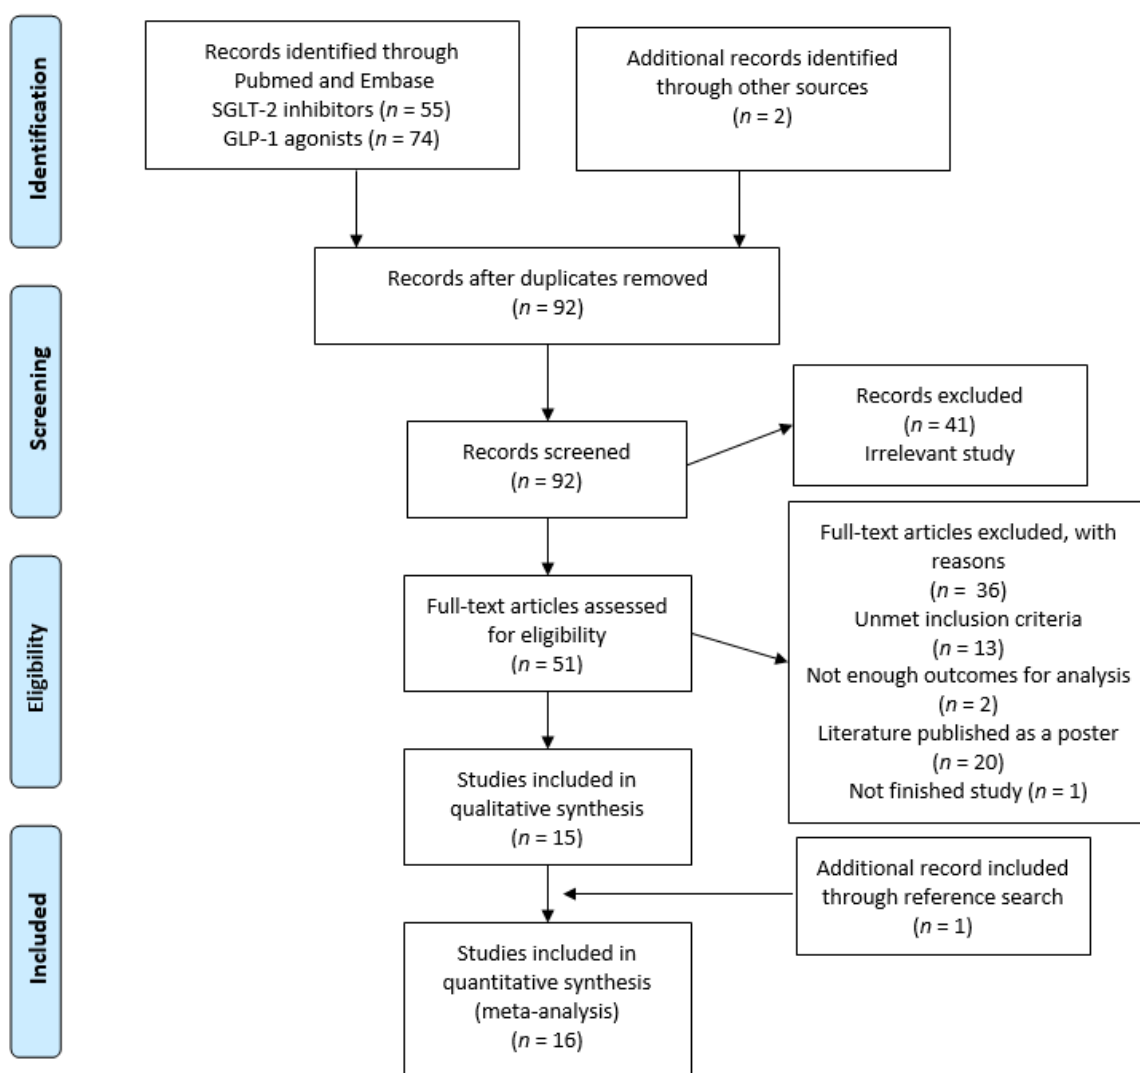 Identification
Records identified through
Pubmed and Embase
SGLT-2 inhibitors (n = 55)
GLP-1 agonists (n = 74)
Additional records identified
through other sources
(n = 2)
Records after duplicates removed
(n = 92)
Screening
Records screened
(n = 92)
Records excluded
(n = 41)
Irrelevant study
Eligibility
Full-text articles assessed
for eligibility
(n = 51)
Full-text articles excluded, with
reasons
(n = 36)
Unmet inclusion criteria
(n = 13)
Not enough outcomes for analysis
(n = 2)
Literature published as a poster
(n = 20)
Not finished study (n = 1)
Studies included in
qualitative synthesis
(n = 15)
Included
Additional record included
through reference search
(n = 1)
Studies included in
quantitative synthesis
(meta-analysis)
(n = 16)